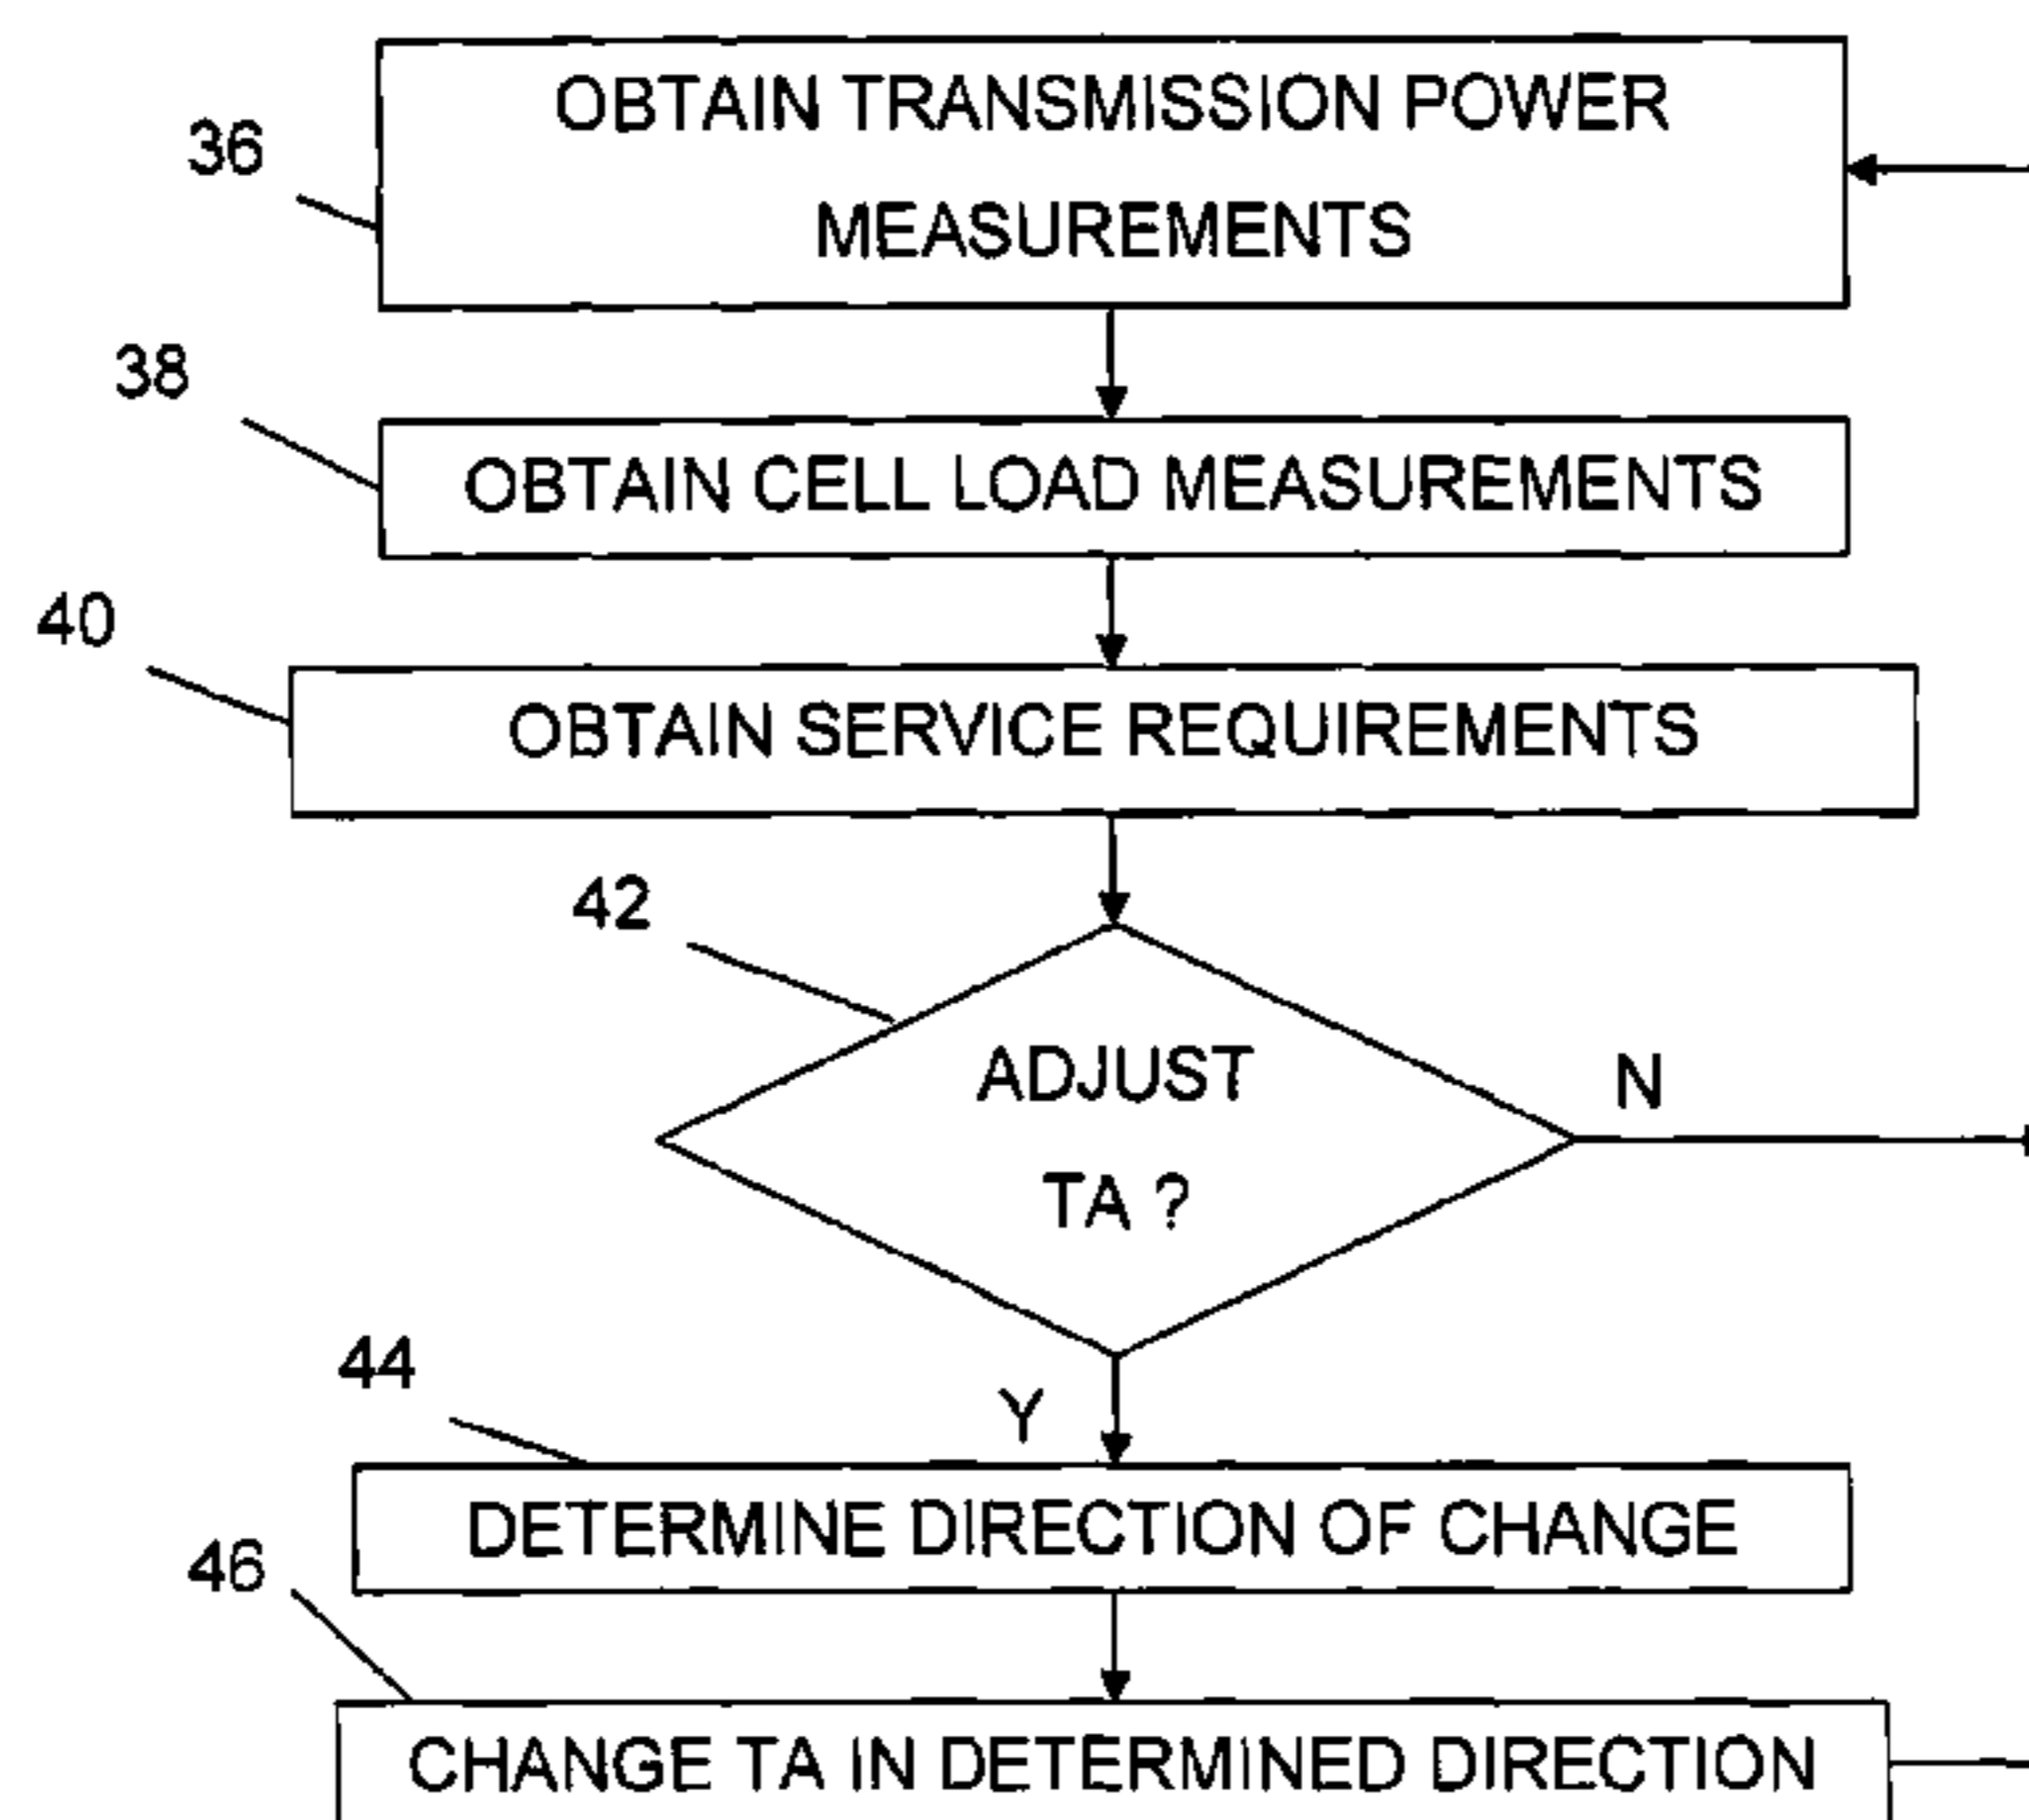 OBTAIN TRANSMISSION POWER
MEASUREMENTS
36
38
OBTAIN CELL LOAD MEASUREMENTS
40
OBTAIN SERVICE REQUIREMENTS
42
ADJUST
TA ?
N
44
Y
DETERMINE DIRECTION OF CHANGE
46
CHANGE TA IN DETERMINED DIRECTION